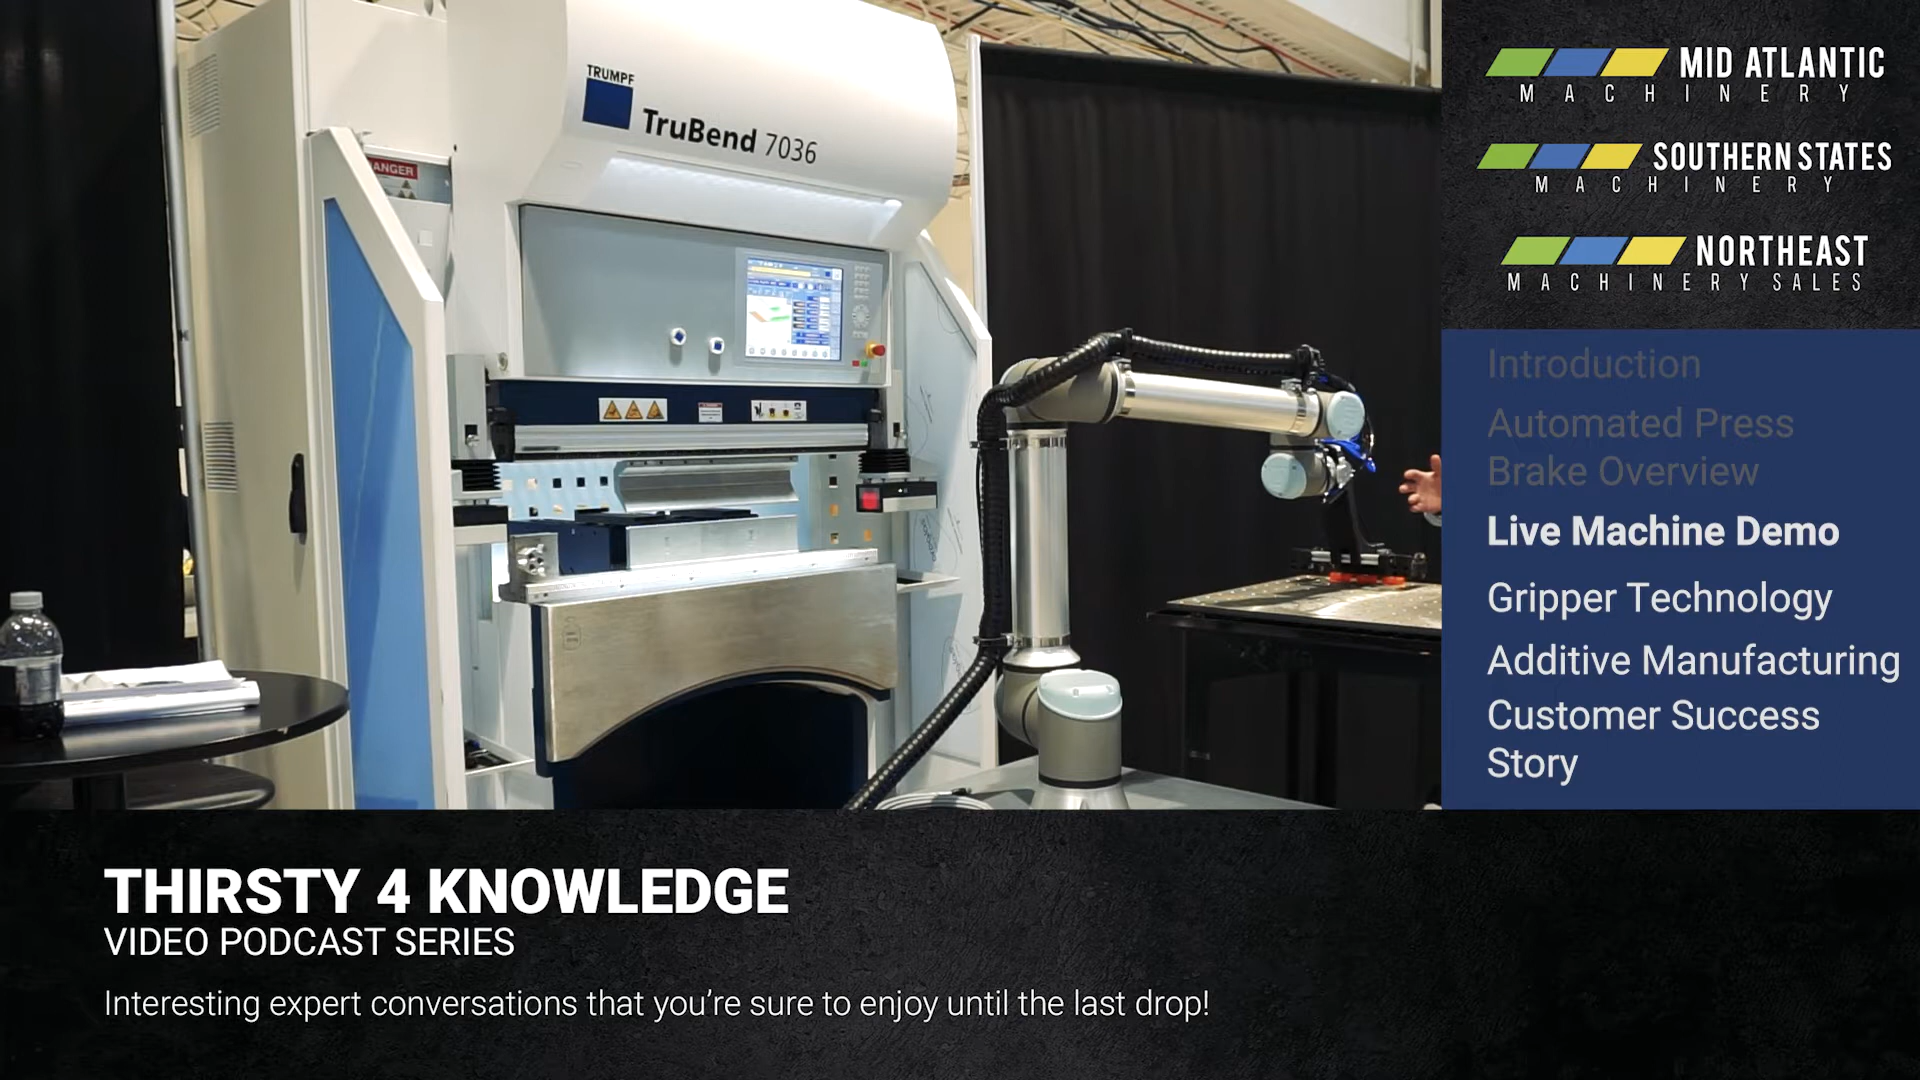 TRUMPF
TruBend 7036
DANGER
MID ATLANTIC
MACHINERY
SOUTHERN STATES
MACHINERY
NORTHEAST
MACHINERY SALES
Introduction
Automated Press
Brake Overview
Live Machine Demo
Gripper Technology
Additive Manufacturing
Customer Success
Story
THIRSTY 4 KNOWLEDGE
VIDEO PODCAST SERIES
Interesting expert conversations that you're sure to enjoy until the last drop!